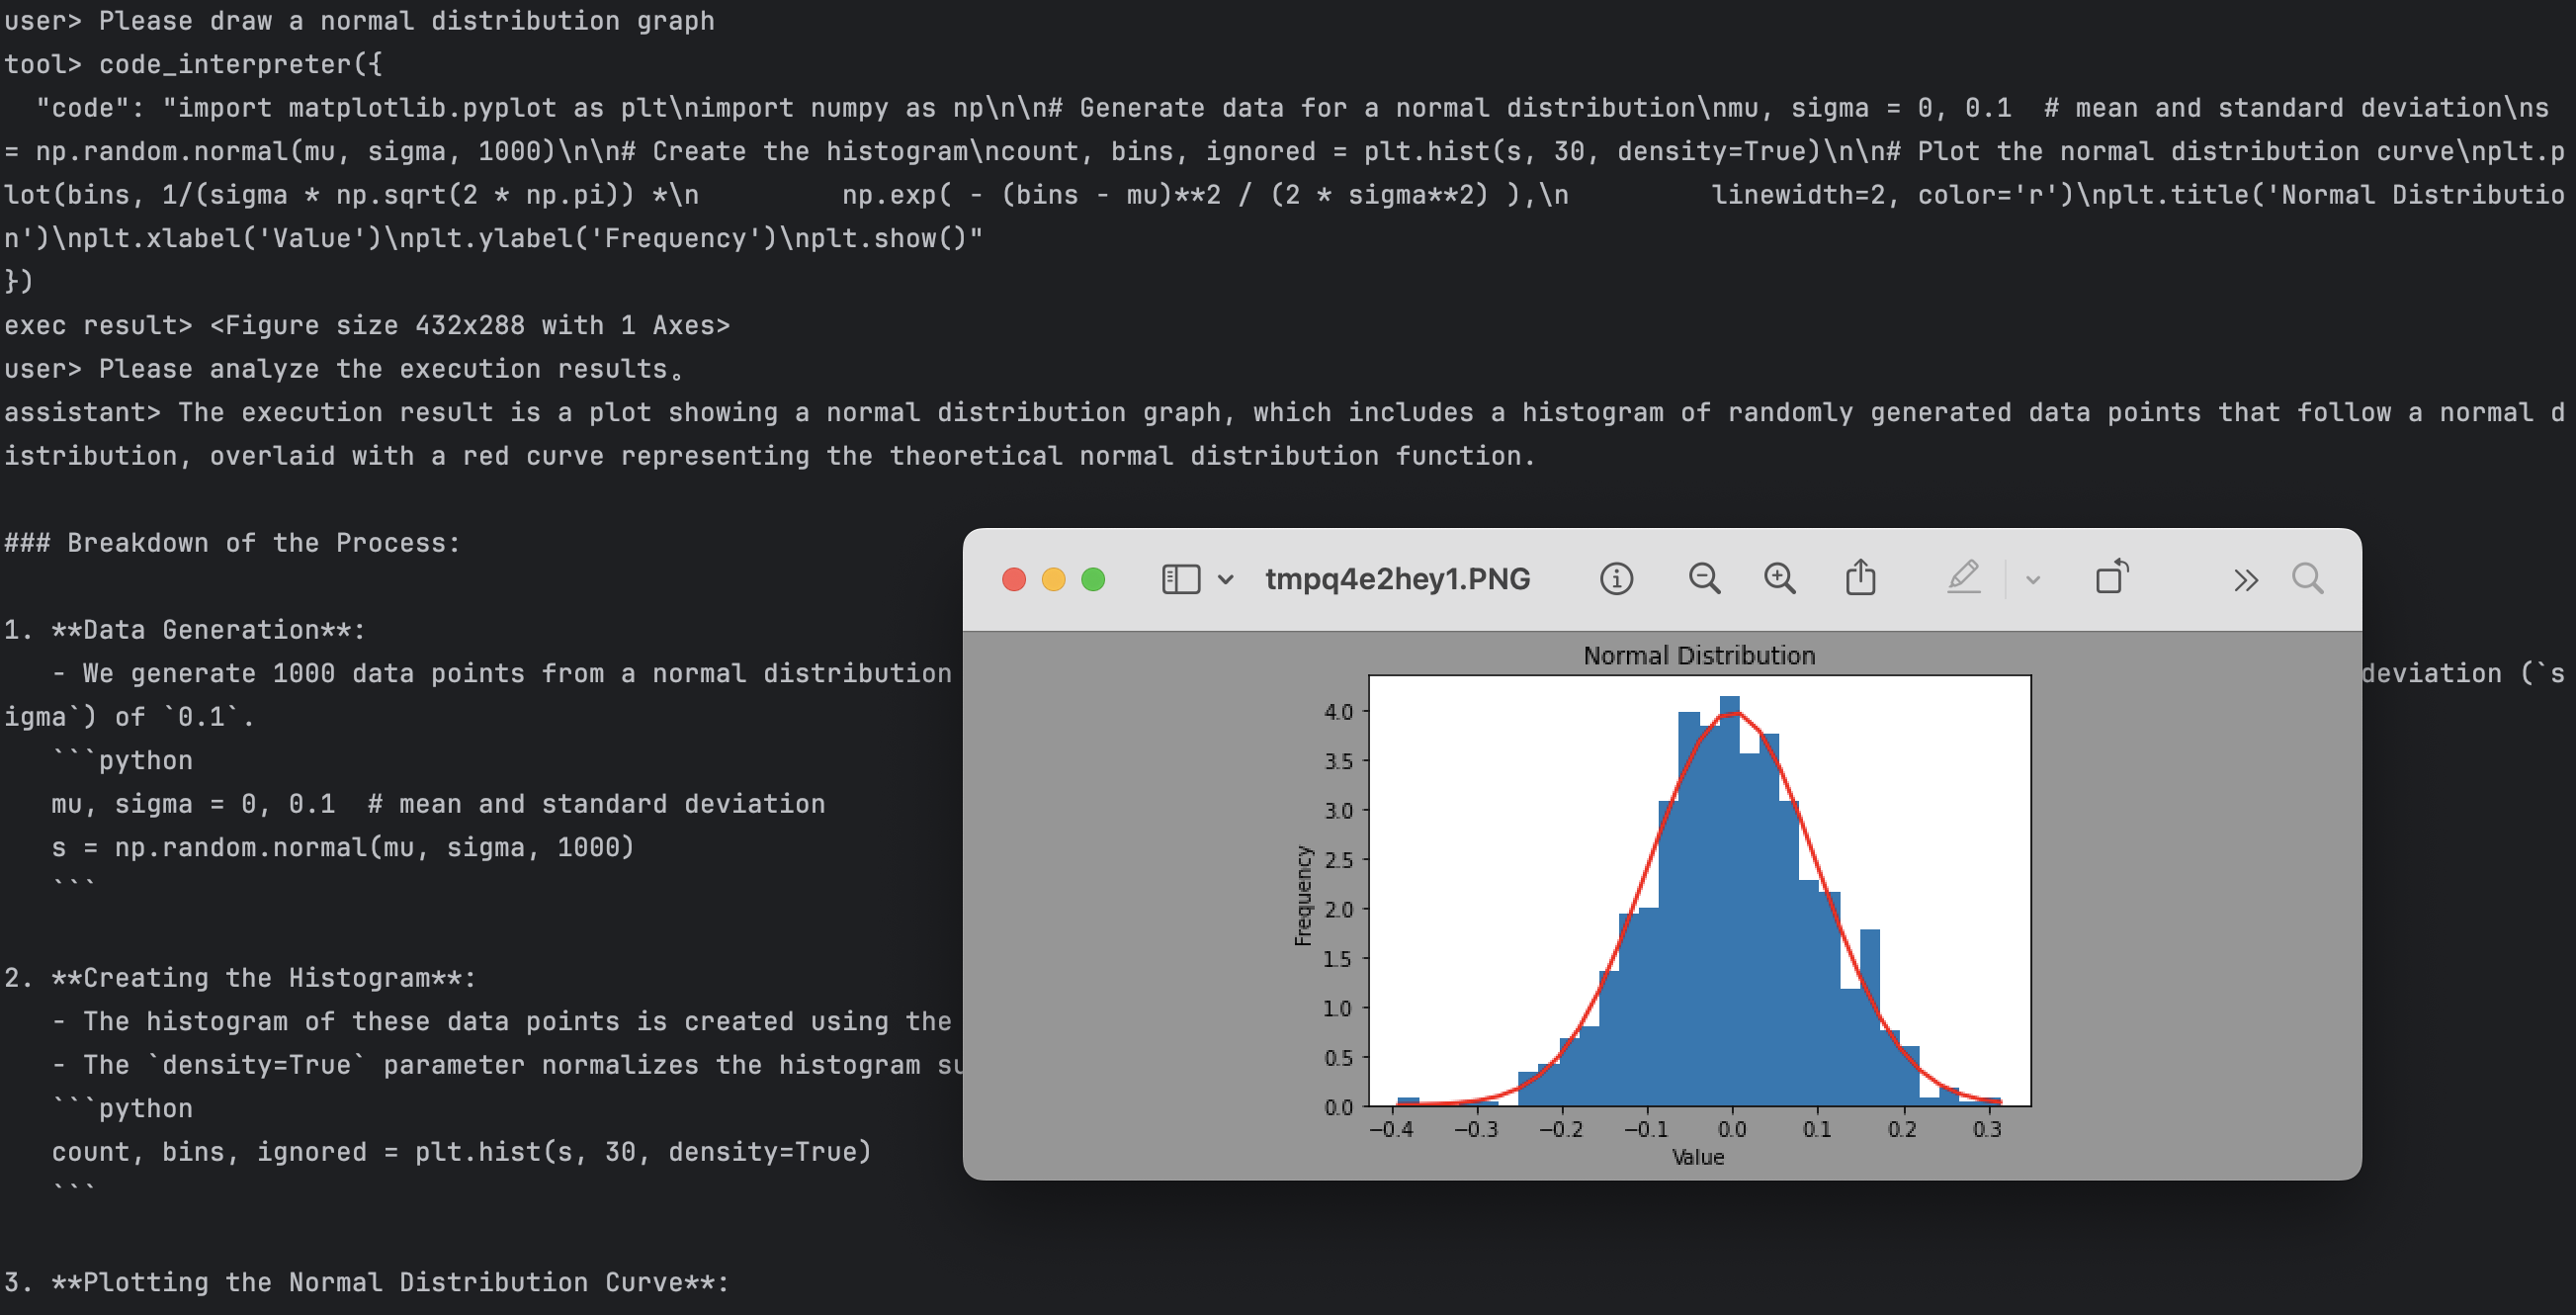 user> Please draw a normal distribution graph
tool> code_interpreter({
  "code": "import matplotlib.pyplot as plt\nimport numpy as np\n\n# Generate data for a normal distribution\nmu, sigma = 0, 0.1  # mean and standard deviation\ns
= np.random.normal(mu, sigma, 1000)\n\n# Create the histogram\ncount, bins, ignored = plt.hist(s, 30, density=True)\n\n# Plot the normal distribution curve\nplt.p
lot(bins, 1/(sigma * np.sqrt(2 * np.pi)) *\n         np.exp( - (bins - mu)**2 / (2 * sigma**2) ),\n         linewidth=2, color='r')\nplt.title('Normal Distributio
n')\nplt.xlabel('Value')\nplt.ylabel('Frequency')\nplt.show()"
})
exec result> <Figure size 432x288 with 1 Axes>
user> Please analyze the execution results。
assistant> The execution result is a plot showing a normal distribution graph, which includes a histogram of randomly generated data points that follow a normal d
istribution, overlaid with a red curve representing the theoretical normal distribution function.
### Breakdown of the Process:
1. **Data Generation**:
   - We generate 1000 data points from a normal distribution
deviation (`s
igma`) of `0.1`.
   ```python
   mu, sigma = 0, 0.1  # mean and standard deviation
   s = np.random.normal(mu, sigma, 1000)
   ```
2. **Creating the Histogram**:
   - The histogram of these data points is created using the
   - The `density=True` parameter normalizes the histogram su
   ```python
   count, bins, ignored = plt.hist(s, 30, density=True)
   ```
3. **Plotting the Normal Distribution Curve**:
tmpq4e2hey1.PNG
Normal Distribution
4.0
3.5
3.0
2.5
2.0
1.5
1.0
0.5
0.0
Frequency
−0.4 −0.3 −0.2 −0.1 0.0 0.1 0.2 0.3
Value